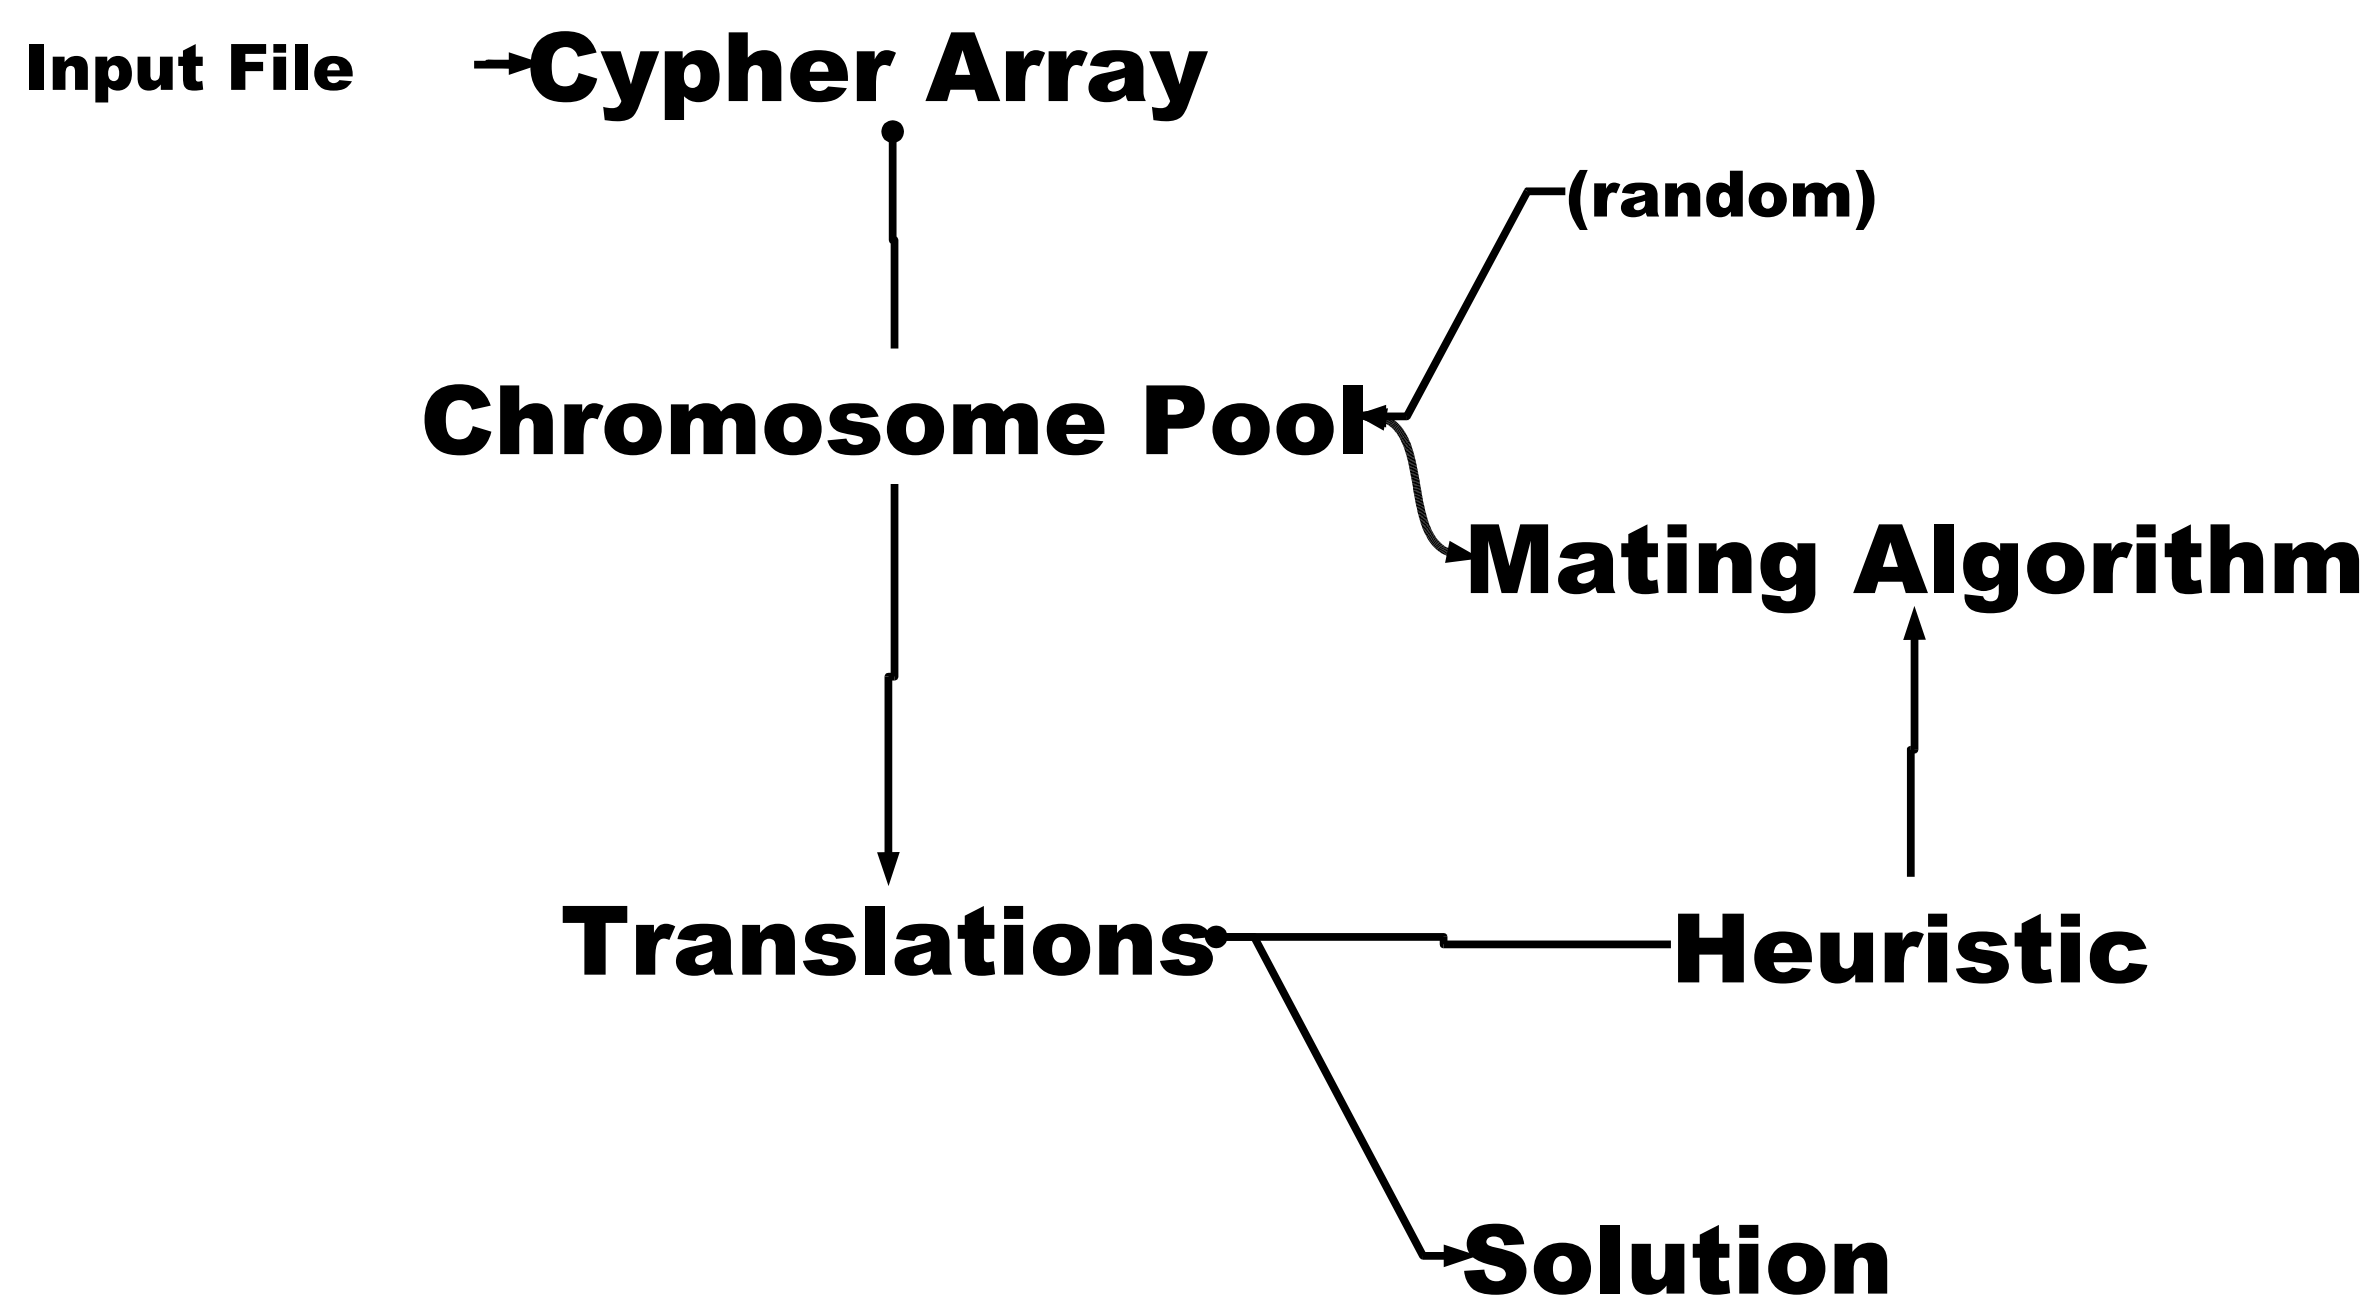 Input File
Cypher Array
(random)
Chromosome Pool
Mating Algorithm
Translations
Heuristic
Solution